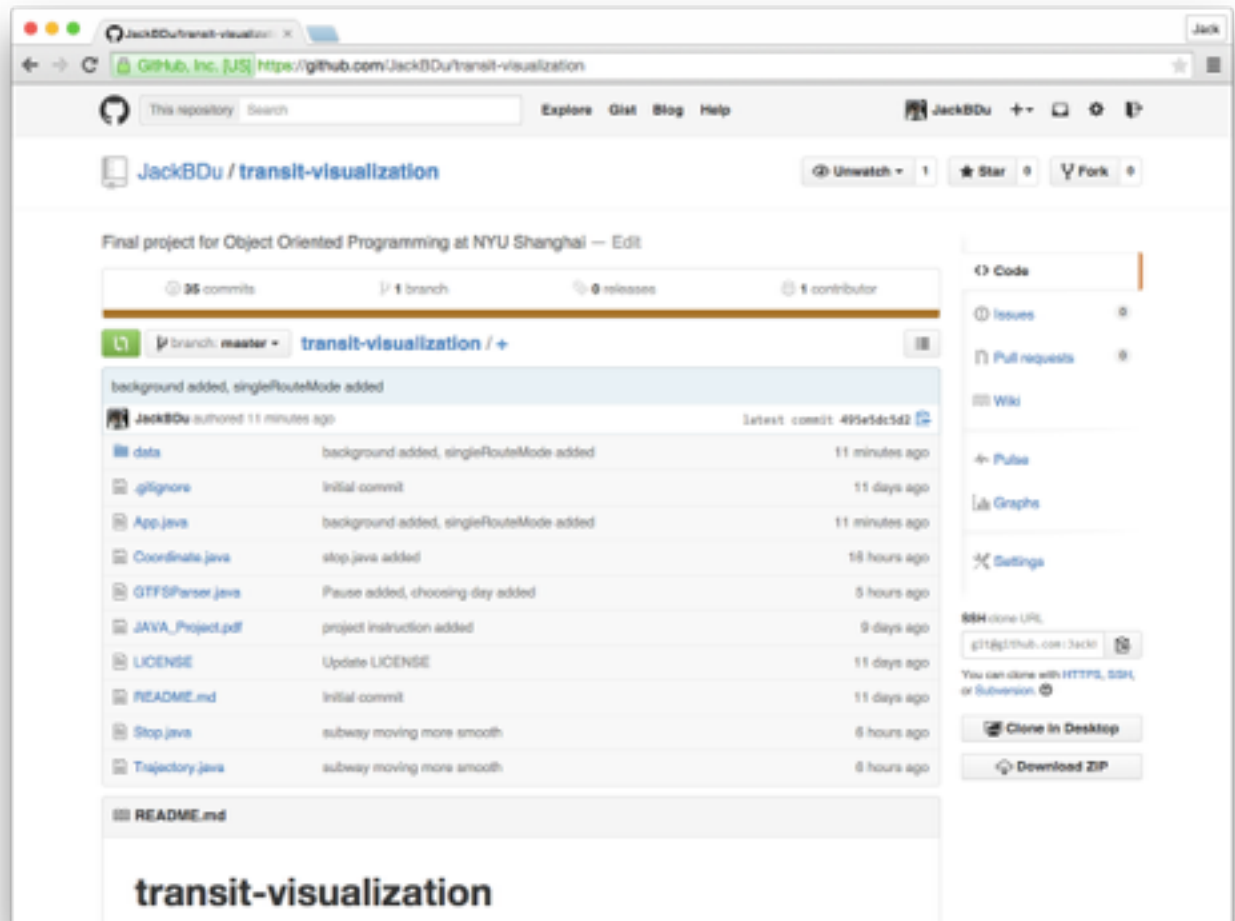 JackBDu/transit-visualizati
Jack
GitHub, Inc. [US] https://github.com/JackBDu/transit-visualization
This repository Search Explore Gist Blog Help JackBDu
JackBDu / transit-visualization Unwatch 1 Star 0 Fork 0
Final project for Object Oriented Programming at NYU Shanghai — Edit
35 commits 1 branch 0 releases 1 contributor
branch: master transit-visualization / +
background added, singleRouteMode added
JackBDu authored 11 minutes ago latest commit 495e5dc5d2
data background added, singleRouteMode added 11 minutes ago
.gitignore Initial commit 11 days ago
App.java background added, singleRouteMode added 11 minutes ago
Coordinate.java stop.java added 16 hours ago
GTFSParser.java Pause added, choosing day added 5 hours ago
JAVA_Project.pdf project instruction added 9 days ago
LICENSE Update LICENSE 11 days ago
README.md Initial commit 11 days ago
Stop.java subway moving more smooth 6 hours ago
Trajectory.java subway moving more smooth 6 hours ago
README.md
transit-visualization
Code
Issues 0
Pull requests 0
Wiki
Pulse
Graphs
Settings
SSH clone URL
git@github.com:Jack
You can clone with HTTPS, SSH,
or Subversion.
Clone in Desktop
Download ZIP